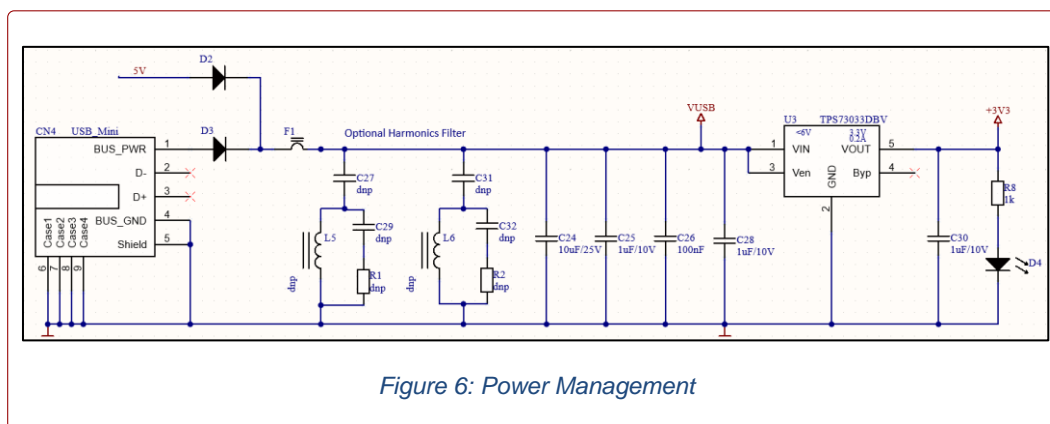 D2
5V
CN4 USB_Mini
D3
F1
Optional Harmonics Filter
VUSB
U3 TPS73033DBV
+3V3
BUS_PWR 1
D- 2
D+ 3
BUS_GND 4
Shield 5
Case1
Case2
Case3
Case4
6
7
8
9
C27
dnp
L5
dnp
C29
dnp
R1
dnp
C31
dnp
L6
dnp
C32
dnp
R2
dnp
C24
10uF/25V
C25
1uF/10V
C26
100nF
C28
1uF/10V
<6V 3.3V
0.2A
1 VIN VOUT 5
3 Ven Byp 4
GND
2
C30
1uF/10V
R8
1k
D4
Figure 6: Power Management